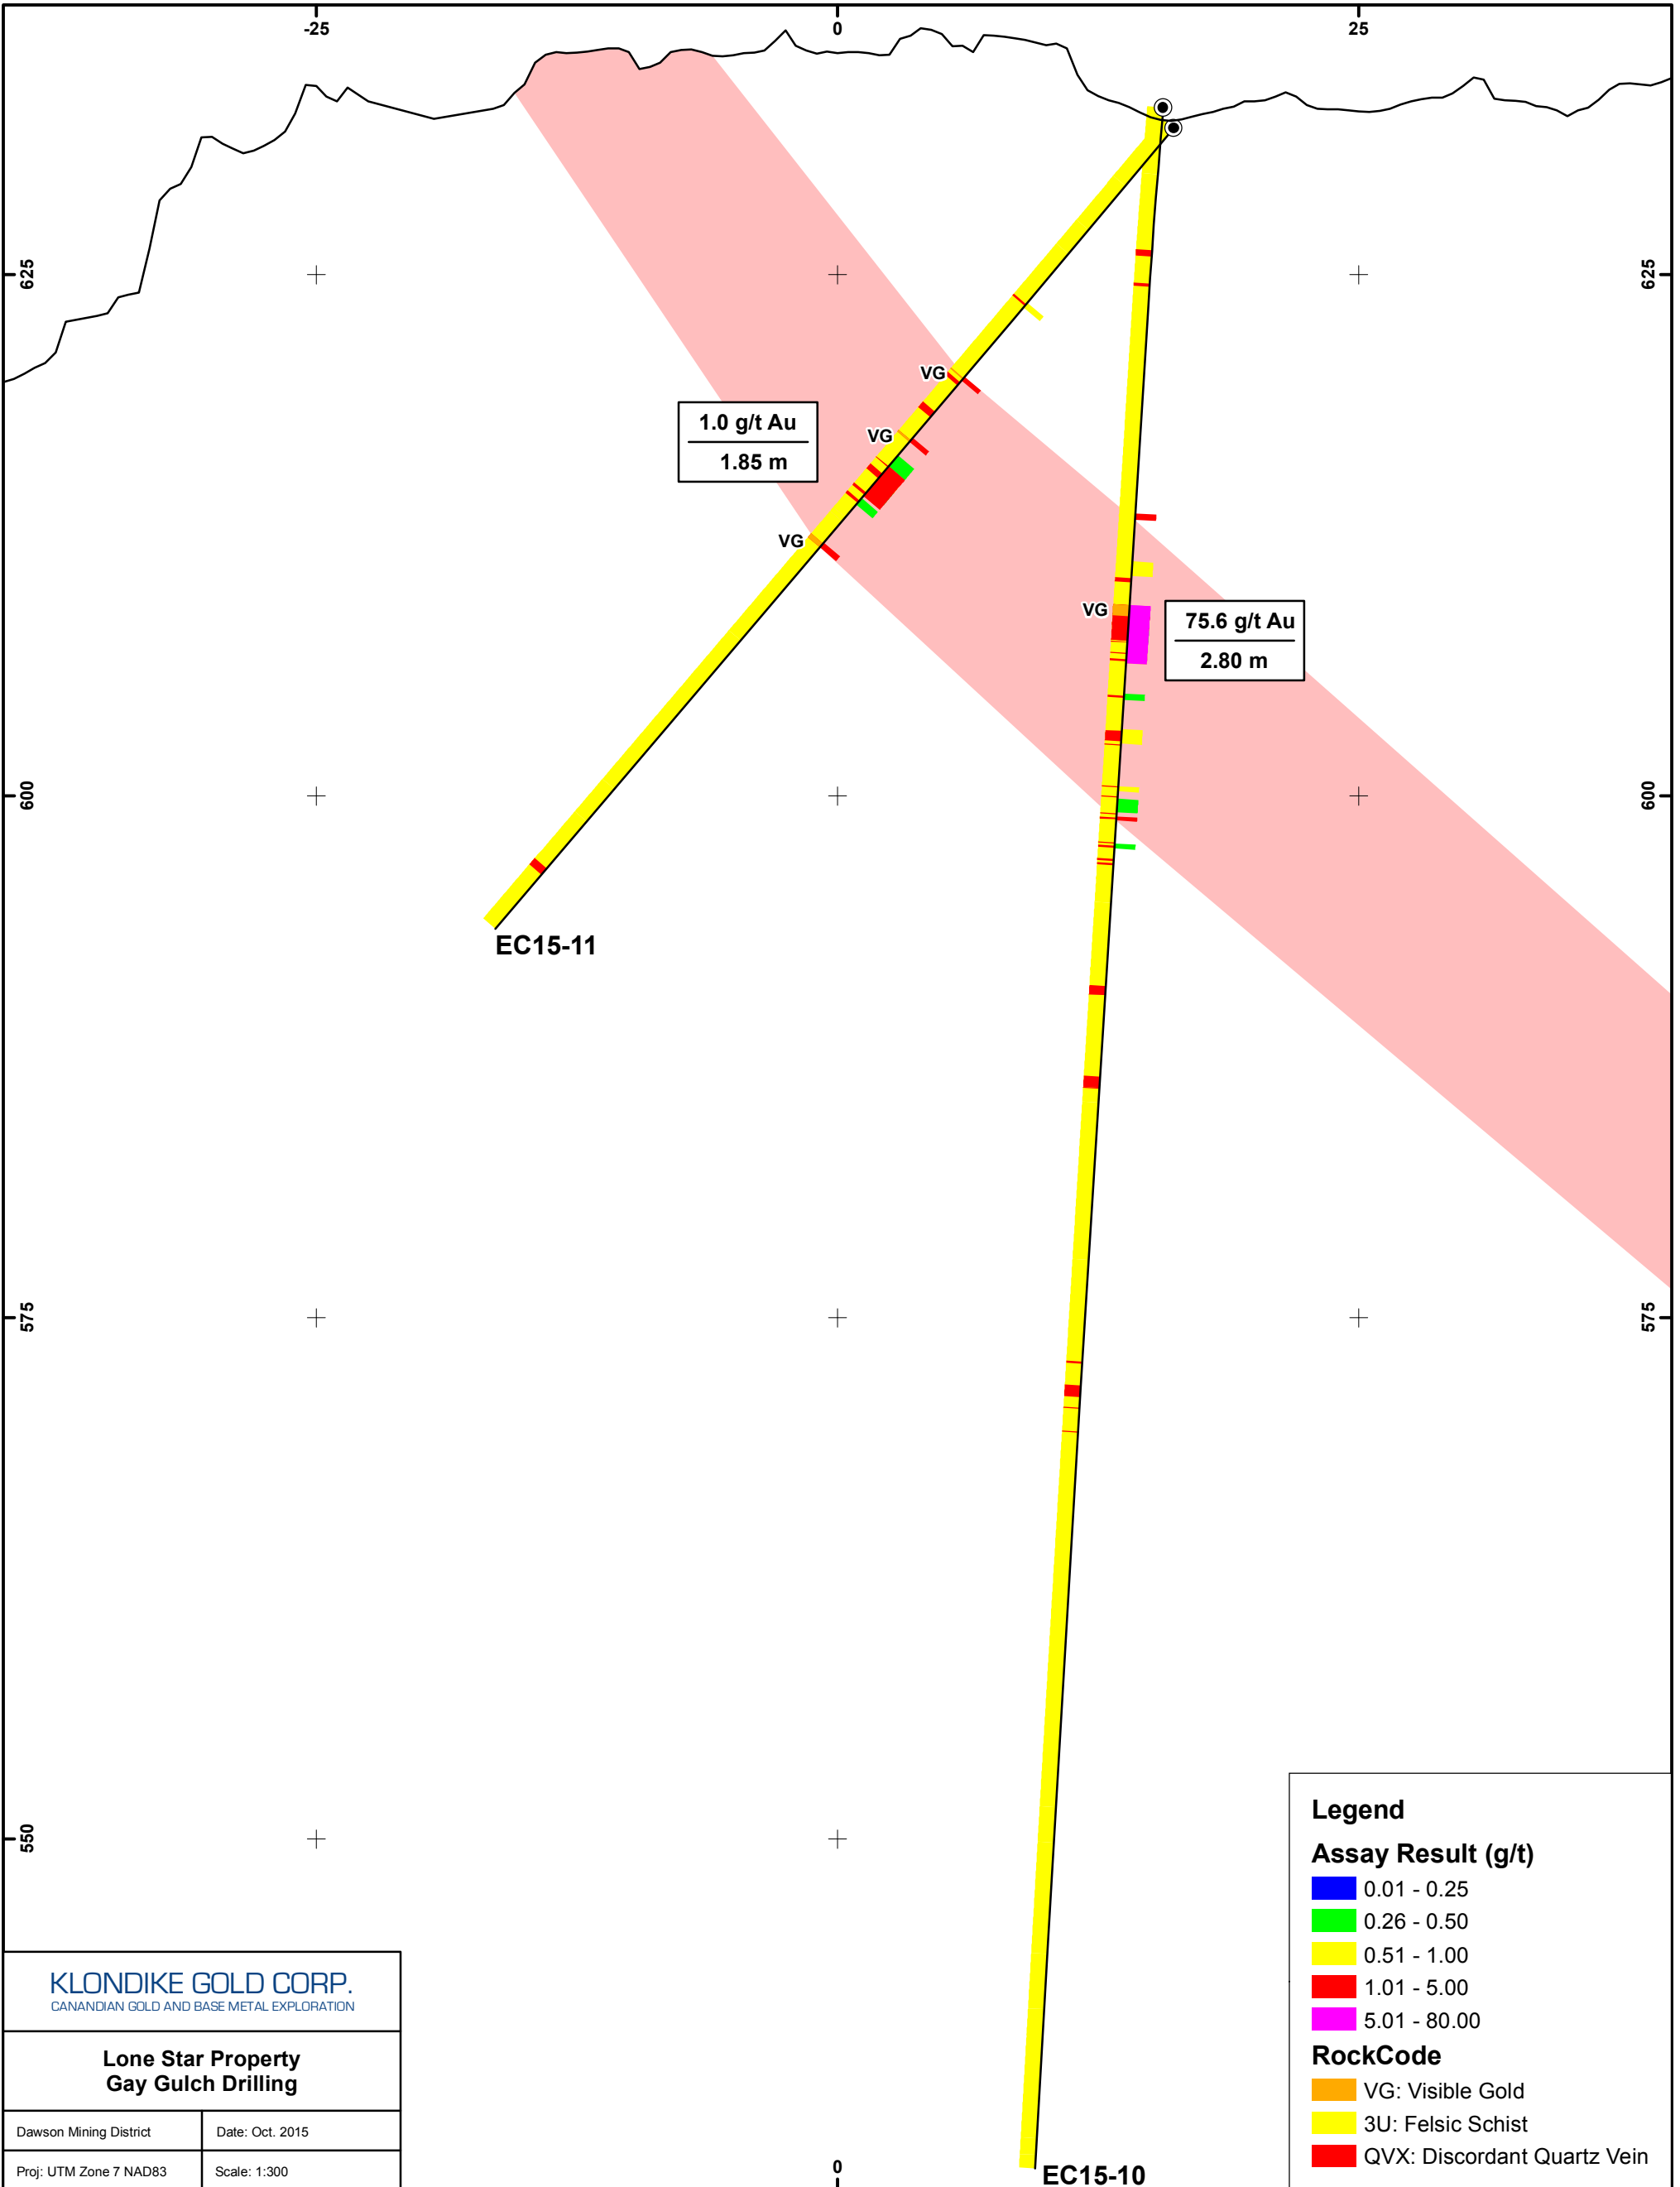 -25
0
25
625
625
VG
1.0 g/t Au
1.85 m
VG
VG
VG
75.6 g/t Au
2.80 m
600
600
EC15-11
575
575
550
Legend
Assay Result (g/t)
0.01 - 0.25
0.26 - 0.50
0.51 - 1.00
1.01 - 5.00
5.01 - 80.00
RockCode
VG: Visible Gold
3U: Felsic Schist
QVX: Discordant Quartz Vein
KLONDIKE GOLD CORP.
CANANDIAN GOLD AND BASE METAL EXPLORATION
Lone Star Property
Gay Gulch Drilling
Dawson Mining District
Date: Oct. 2015
Proj: UTM Zone 7 NAD83
Scale: 1:300
0
EC15-10